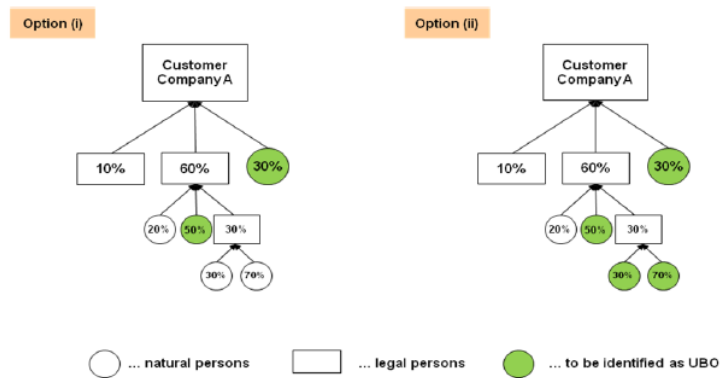 Option (i)
Option (ii)
Customer
Company A
Customer
Company A
10%
60%
30%
10%
60%
30%
20%
50%
30%
20%
50%
30%
30%
70%
30%
70%
... natural persons
... legal persons
... to be identified as UBO